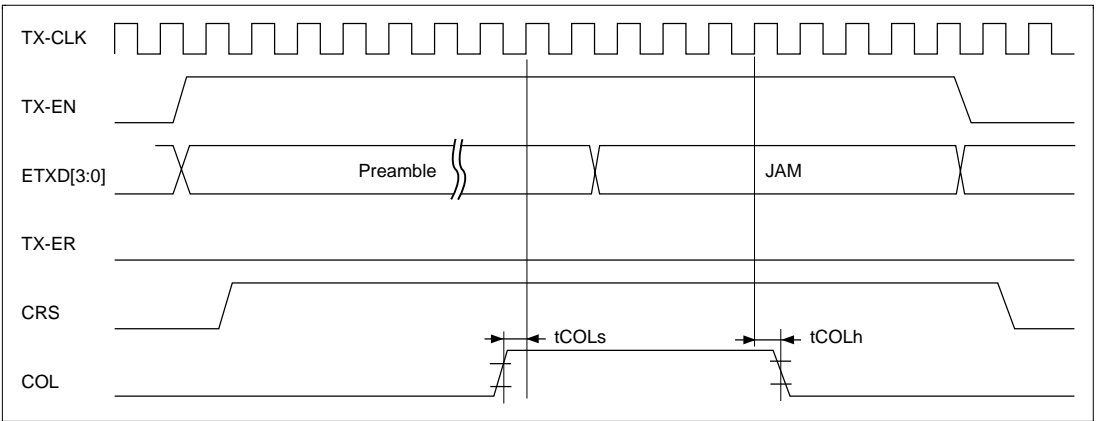 TX-CLK
TX-EN
ETXD[3:0]
Preamble
JAM
TX-ER
CRS
tCOLs
tCOLh
COL